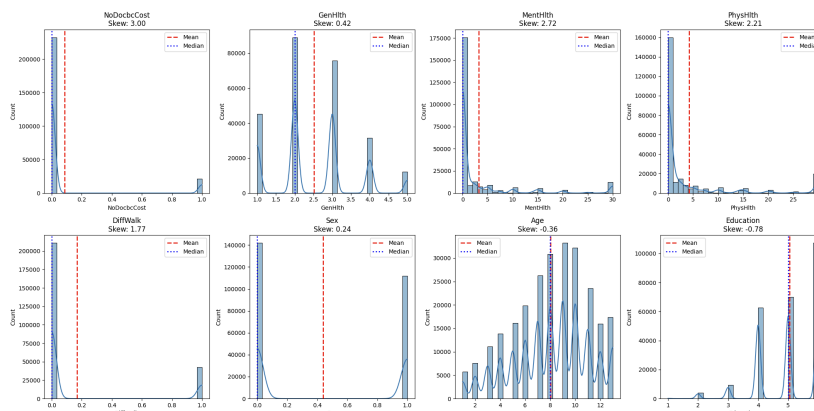 NoDocbcCost
Skew: 3.00
Mean
Median
200000
150000
100000
50000
0
Count
0.0 0.2 0.4 0.6 0.8 1.0
NoDocbcCost
GenHlth
Skew: 0.42
Mean
Median
80000
60000
40000
20000
0
Count
1.0 1.5 2.0 2.5 3.0 3.5 4.0 4.5 5.0
GenHlth
MentHlth
Skew: 2.72
Mean
Median
175000
150000
125000
100000
75000
50000
25000
0
Count
0 5 10 15 20 25 30
MentHlth
PhysHlth
Skew: 2.21
Mean
Median
160000
140000
120000
100000
80000
60000
40000
20000
0
Count
0 5 10 15 20 25
PhysHlth
DiffWalk
Skew: 1.77
Mean
Median
200000
175000
150000
125000
100000
75000
50000
25000
0
Count
0.0 0.2 0.4 0.6 0.8 1.0
Sex
Skew: 0.24
Mean
Median
140000
120000
100000
80000
60000
40000
20000
0
Count
0.0 0.2 0.4 0.6 0.8 1.0
Age
Skew: -0.36
Mean
Median
30000
25000
20000
15000
10000
5000
0
Count
2 4 6 8 10 12
Education
Skew: -0.78
Mean
Median
100000
80000
60000
40000
20000
0
Count
1 2 3 4 5